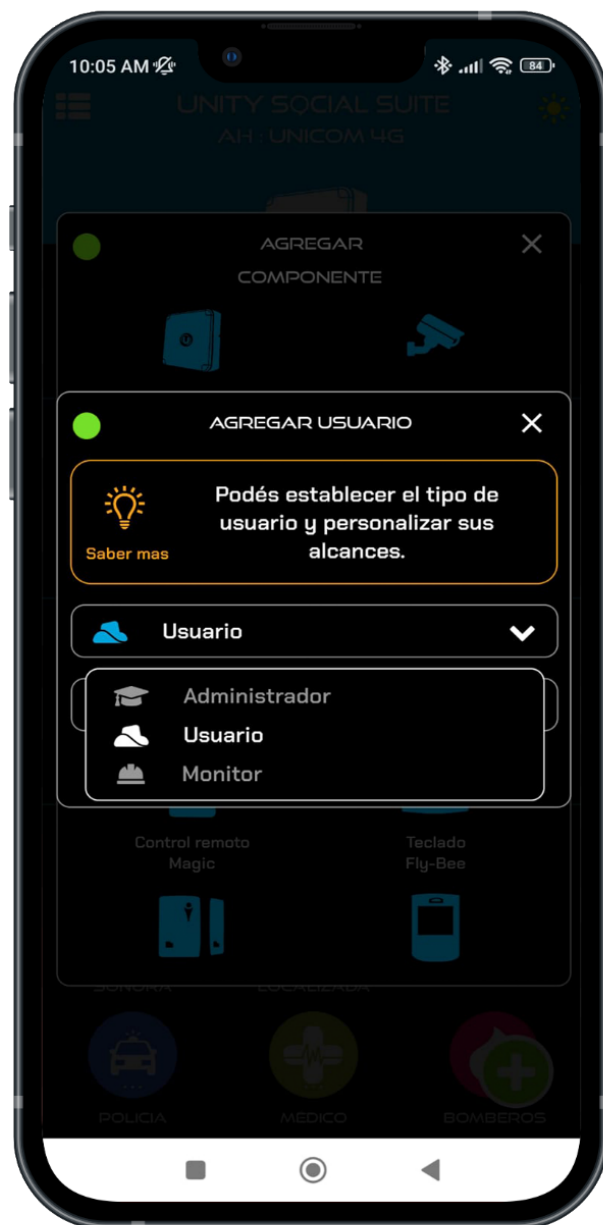 10:05 AM
84
UNITY SOCIAL SUITE
AH : UNICOM 4G
AGREGAR
COMPONENTE
AGREGAR USUARIO
Podés establecer el tipo de
usuario y personalizar sus
alcances.
Saber mas
Usuario
Administrador
Usuario
Monitor
Control remoto
Magic
Teclado
Fly-Bee
SONORA
LOCALIZADA
POLICIA
MEDICO
BOMBEROS